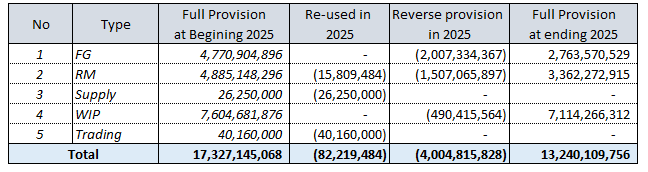 No Type Full Provision at Begining 2025 Re-used in 2025 Reverse provision in 2025 Full Provision at ending 2025
1 FG 4,770,904,896 - (2,007,334,367) 2,763,570,529
2 RM 4,885,148,296 (15,809,484) (1,507,065,897) 3,362,272,915
3 Supply 26,250,000 (26,250,000) - -
4 WIP 7,604,681,876 - (490,415,564) 7,114,266,312
5 Trading 40,160,000 (40,160,000) - -
Total 17,327,145,068 (82,219,484) (4,004,815,828) 13,240,109,756